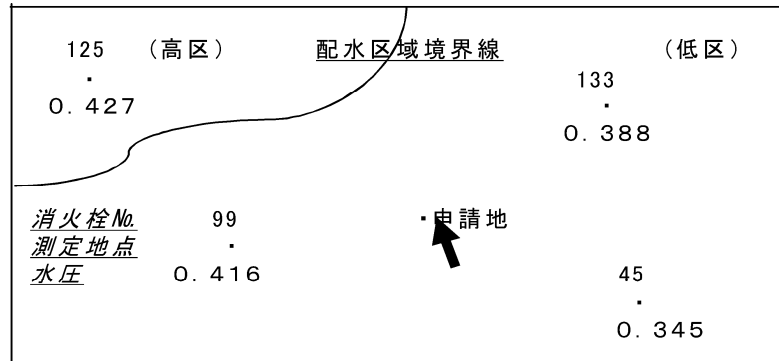 125 (高区) 配水区域境界線 (低区)
133
0.427
0.388
消火栓№ 99 申請地
測定地点
水圧 0.416 45
0.345